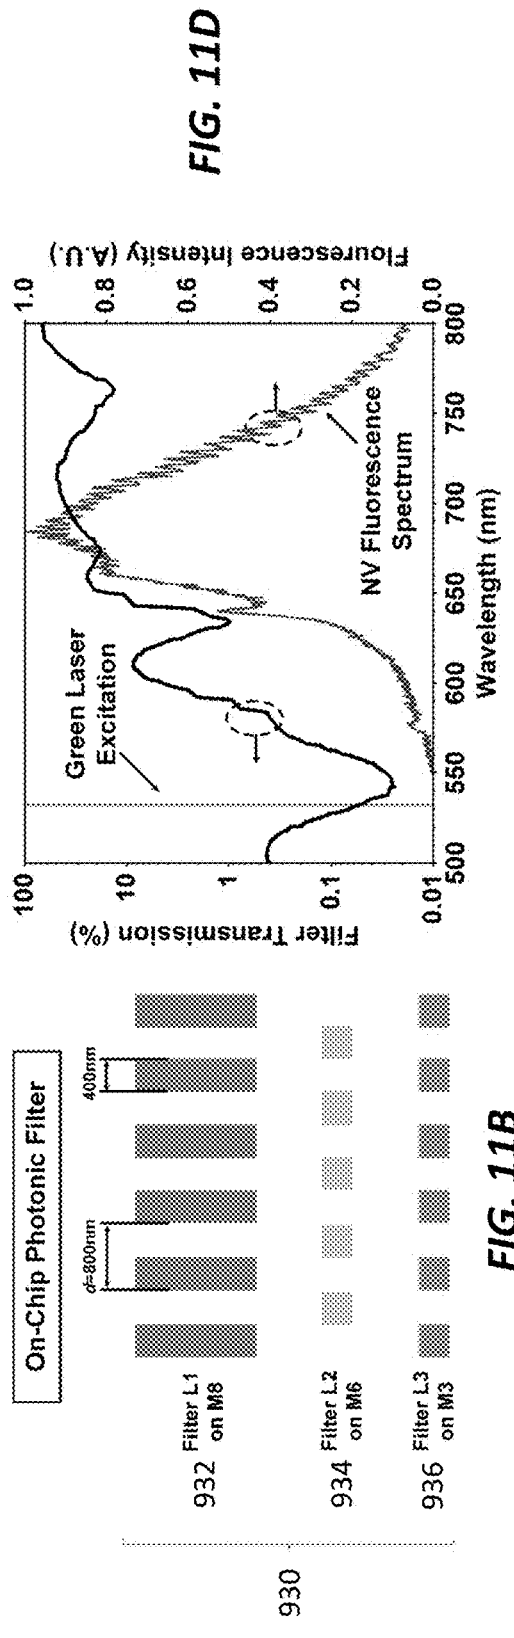 On-Chip Photonic Filter
d=800nm
400nm
930
932
Filter L1
on M8
934
Filter L2
on M6
936
Filter L3
on M3
FIG. 11B
Filter Transmission (%)
100
10
1
0.1
0.01
Green Laser
Excitation
NV Fluorescence
Spectrum
500
550
600
650
700
750
800
Wavelength (nm)
1.0
0.8
0.6
0.4
0.2
0.0
Flourescence Intensity (A.U.)
FIG. 11D